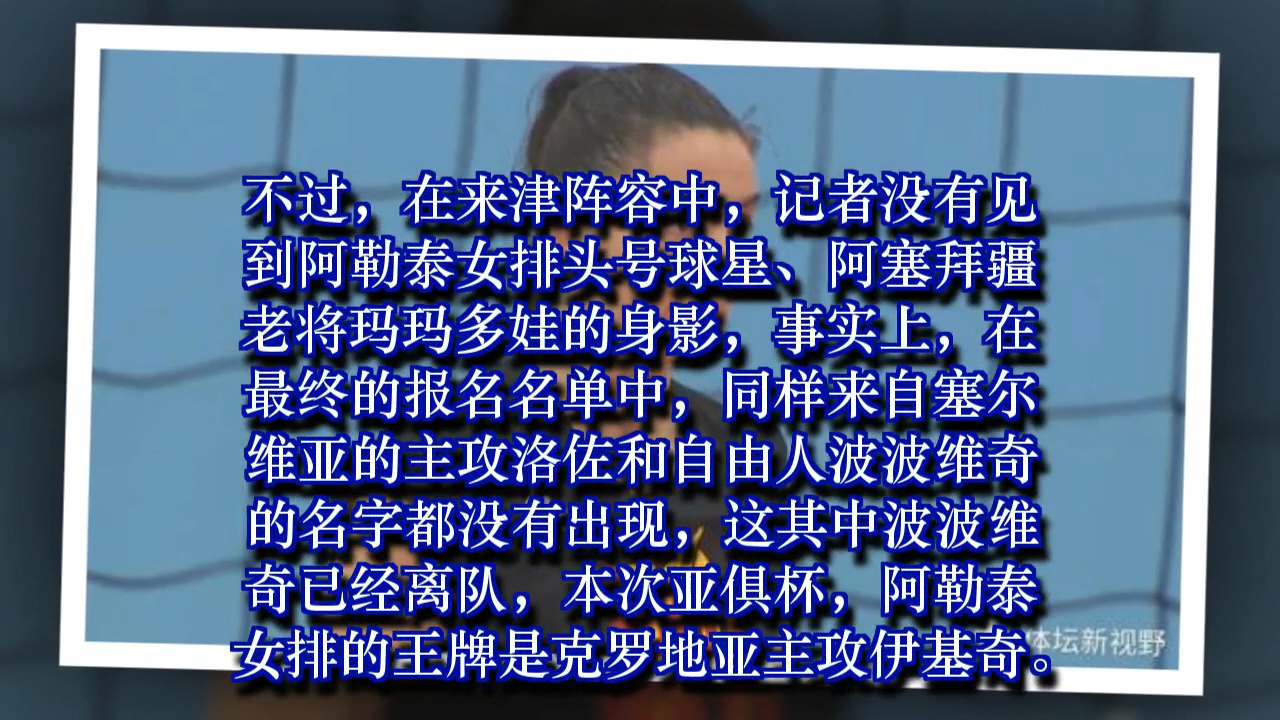 不过，在来津阵容中，记者没有见
到阿勒泰女排头号球星、阿塞拜疆
老将玛玛多娃的身影，事实上，在
最终的报名名单中，同样来自塞尔
维亚的主攻洛佐和自由人波波维奇
的名字都没有出现，这其中波波维
奇已经离队，本次亚俱杯，阿勒泰
女排的王牌是克罗地亚主攻伊基奇。
体坛新视野